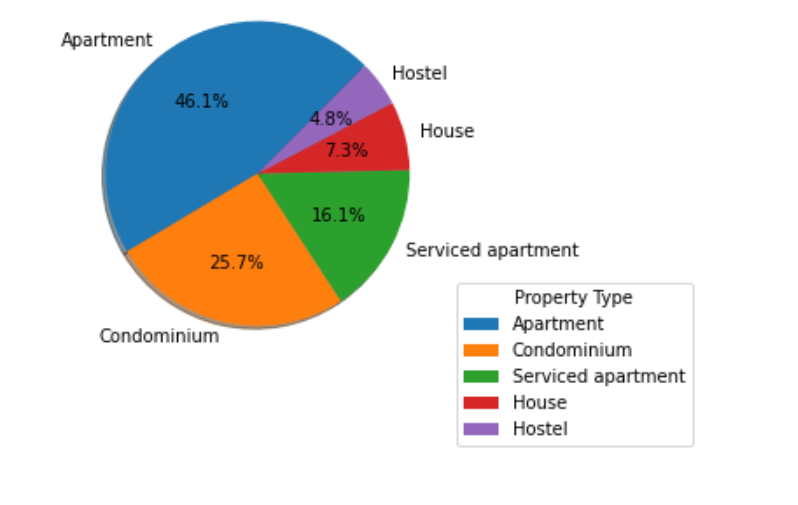 Apartment
Hostel
46.1%
4.8%
House
7.3%
16.1%
Serviced apartment
25.7%
Condominium
Property Type
Apartment
Condominium
Serviced apartment
House
Hostel